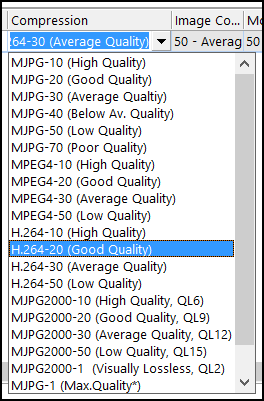 Compression Image Co... Mo
264-30 (Average Quality) 50 - Averag 50
MJPG-10 (High Quality)
MJPG-20 (Good Quality)
MJPG-30 (Average Qualtiy)
MJPG-40 (Below Av. Quality)
MJPG-50 (Low Quality)
MJPG-70 (Poor Quality)
MPEG4-10 (High Quality)
MPEG4-20 (Good Quality)
MPEG4-30 (Average Quality)
MPEG4-50 (Low Quality)
H.264-10 (High Quality)
H.264-20 (Good Quality)
H.264-30 (Average Quality)
H.264-50 (Low Quality)
MJPG2000-10 (High Quality, QL6)
MJPG2000-20 (Good Quality, QL9)
MJPG2000-30 (Average Quality, QL12)
MJPG2000-50 (Low Quality, QL15)
MJPG2000-1 (Visually Lossless, QL2)
MJPG-1 (Max.Quality*)